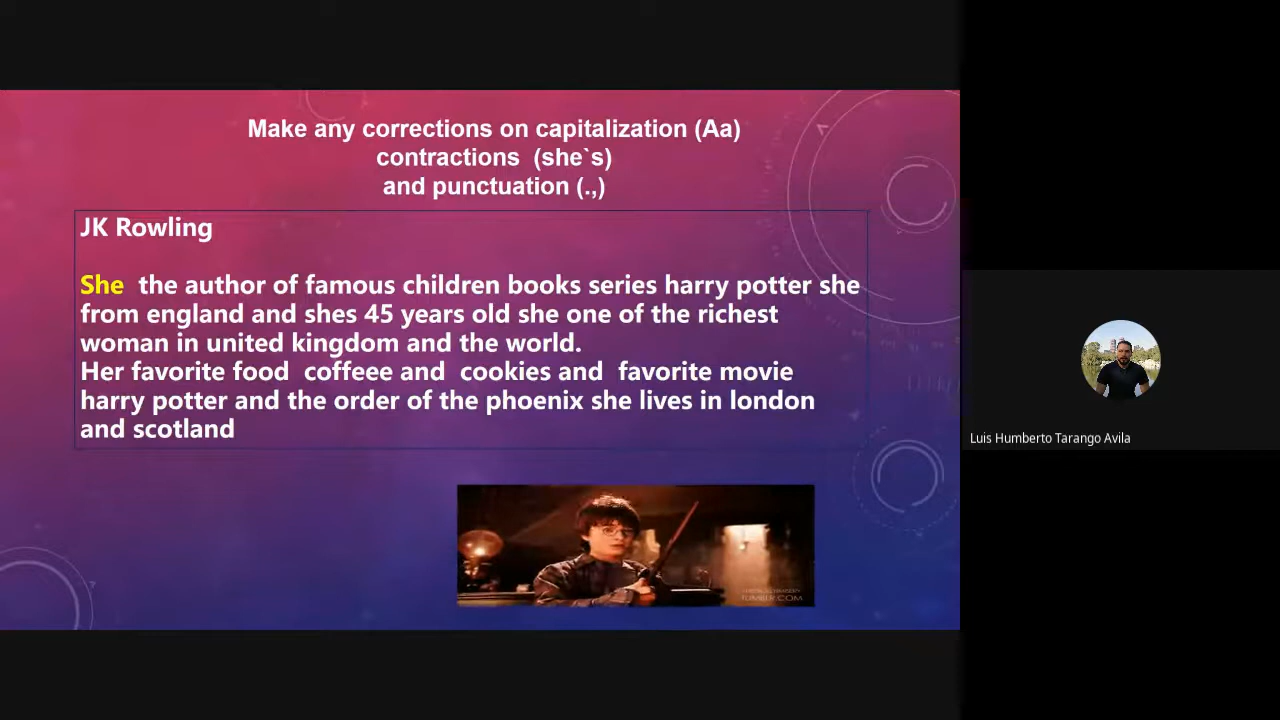 Make any corrections on capitalization (Aa)
contractions (she`s)
and punctuation (.,)
JK Rowling
She the author of famous children books series harry potter she
from england and shes 45 years old she one of the richest
woman in united kingdom and the world.
Her favorite food coffeee and cookies and favorite movie
harry potter and the order of the phoenix she lives in london
and scotland
TUMBLR.COM
Luis Humberto Tarango Avila